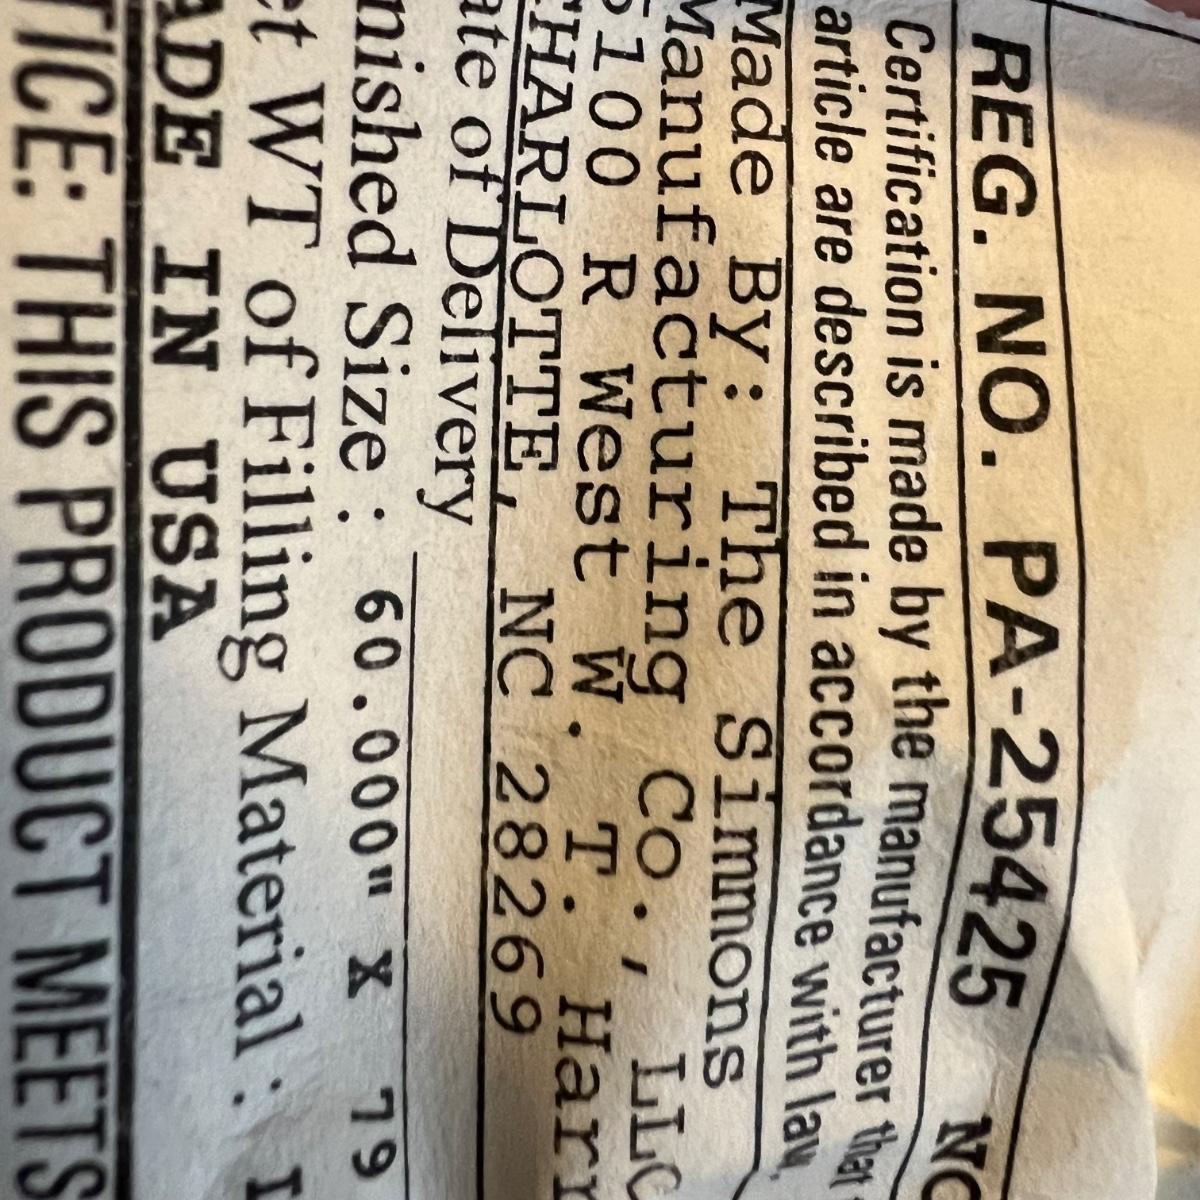 REG. NO. PA-25425 NC
Certification is made by the manufacturer that
article are described in accordance with law.
Made By: The Simmons
Manufacturing Co., LLC
5100 R West W. T. Harr
CHARLOTTE, NC 28269
ate of Delivery
nished Size: 60.000" X 79
et WT of Filling Material:
ADE IN USA
TICE: THIS PRODUCT MEETS